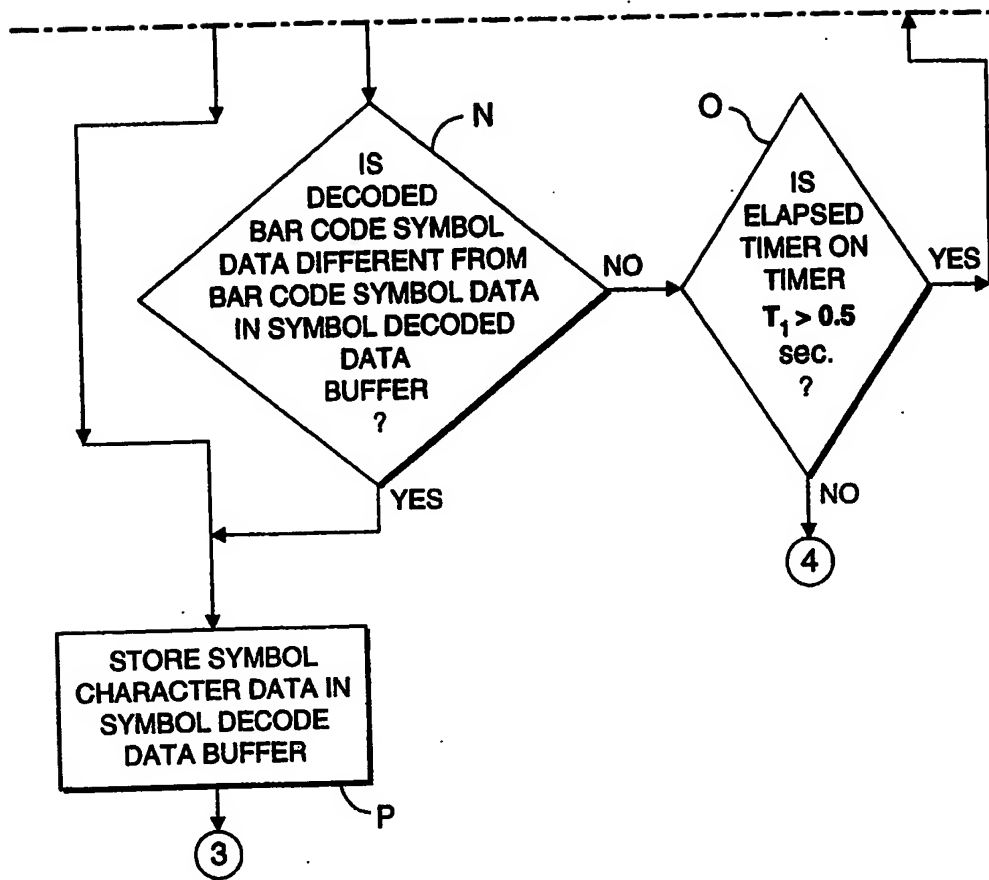 N
IS
DECODED
BAR CODE SYMBOL
DATA DIFFERENT FROM
BAR CODE SYMBOL DATA
IN SYMBOL DECODED
DATA
BUFFER
?
NO
YES
O
IS
ELAPSED
TIMER ON
TIMER
T₁ > 0.5
sec.
?
YES
NO
4
STORE SYMBOL
CHARACTER DATA IN
SYMBOL DECODE
DATA BUFFER
P
3